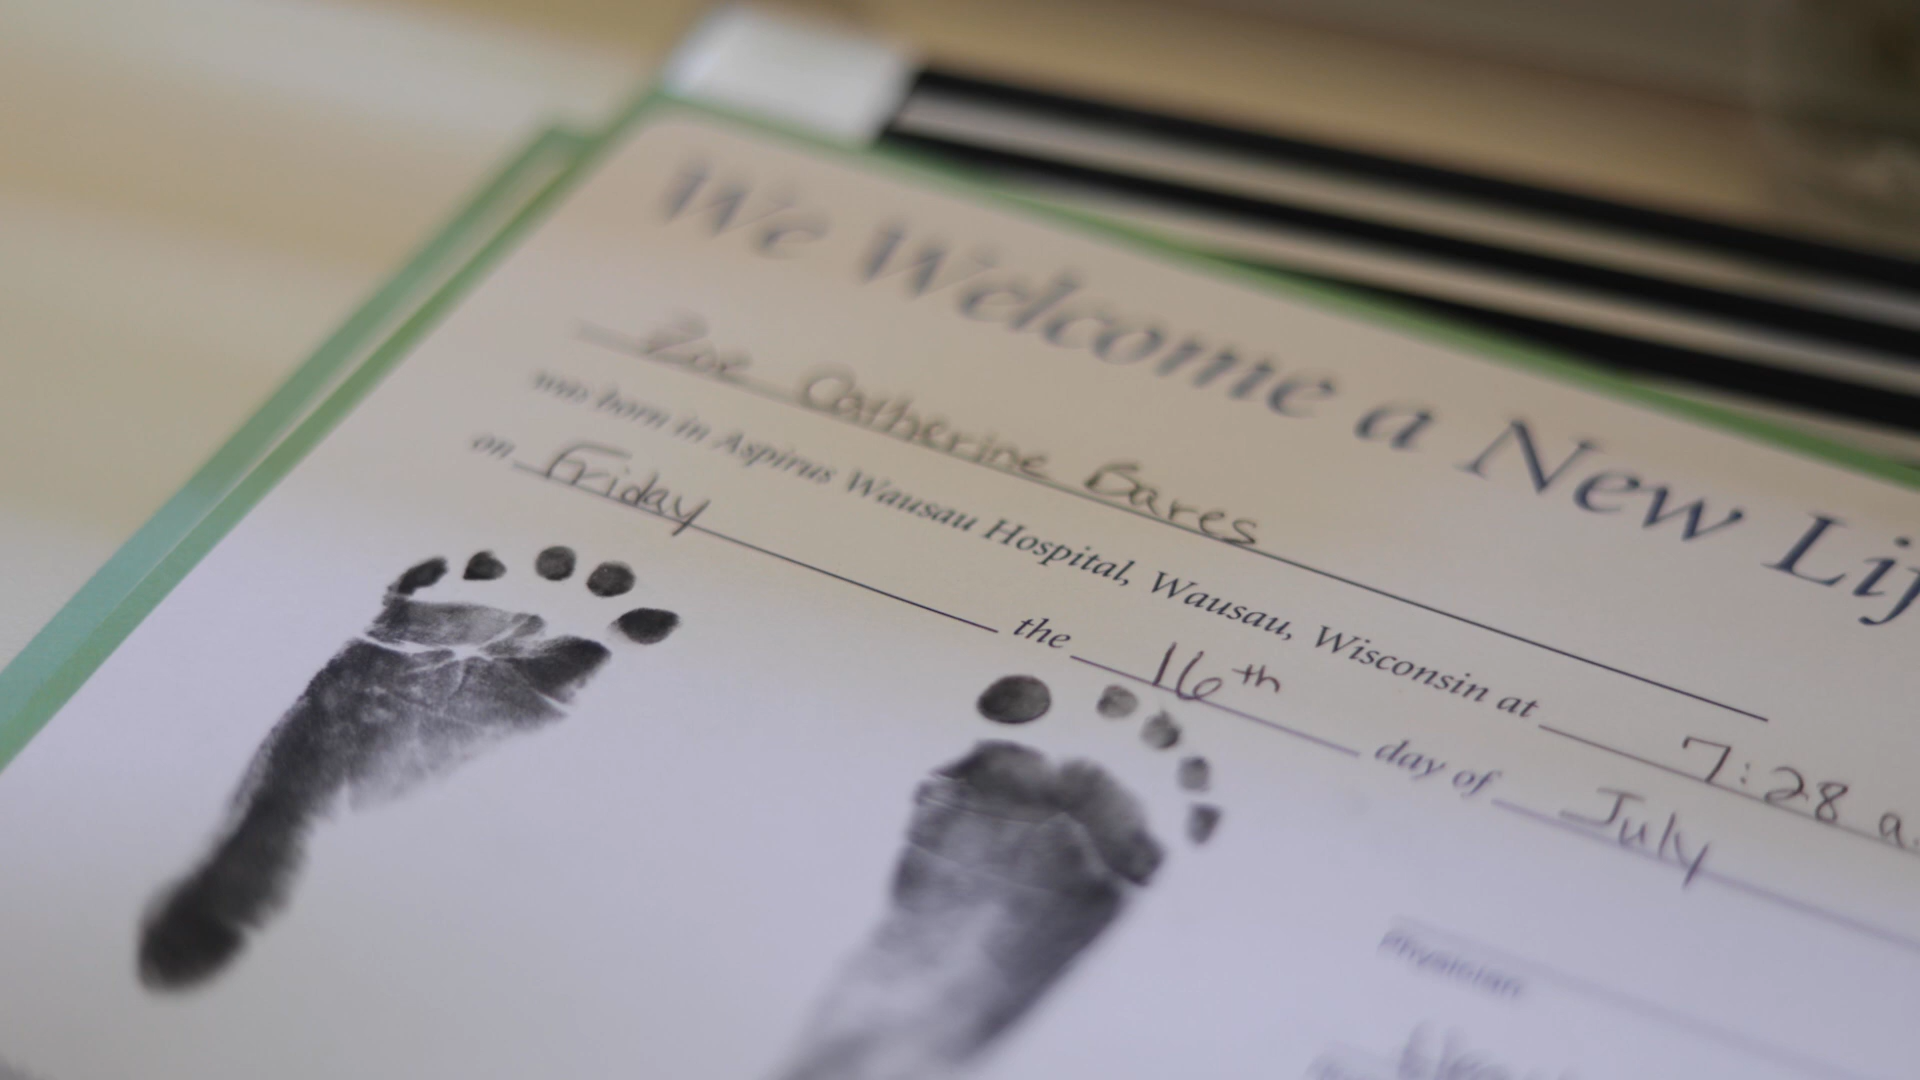 We Welcome a New Lif
Zoe Catherine Bares
was born in Aspirus Wausau Hospital, Wausau, Wisconsin at 7:28 a.
on Friday the 16th day of July
Physician